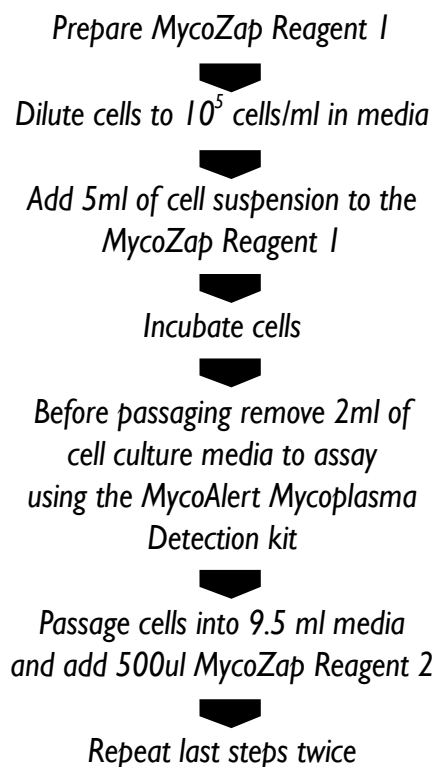 Prepare MycoZap Reagent 1
Dilute cells to 10⁵ cells/ml in media
Add 5ml of cell suspension to the
MycoZap Reagent 1
Incubate cells
Before passaging remove 2ml of
cell culture media to assay
using the MycoAlert Mycoplasma
Detection kit
Passage cells into 9.5 ml media
and add 500ul MycoZap Reagent 2
Repeat last steps twice